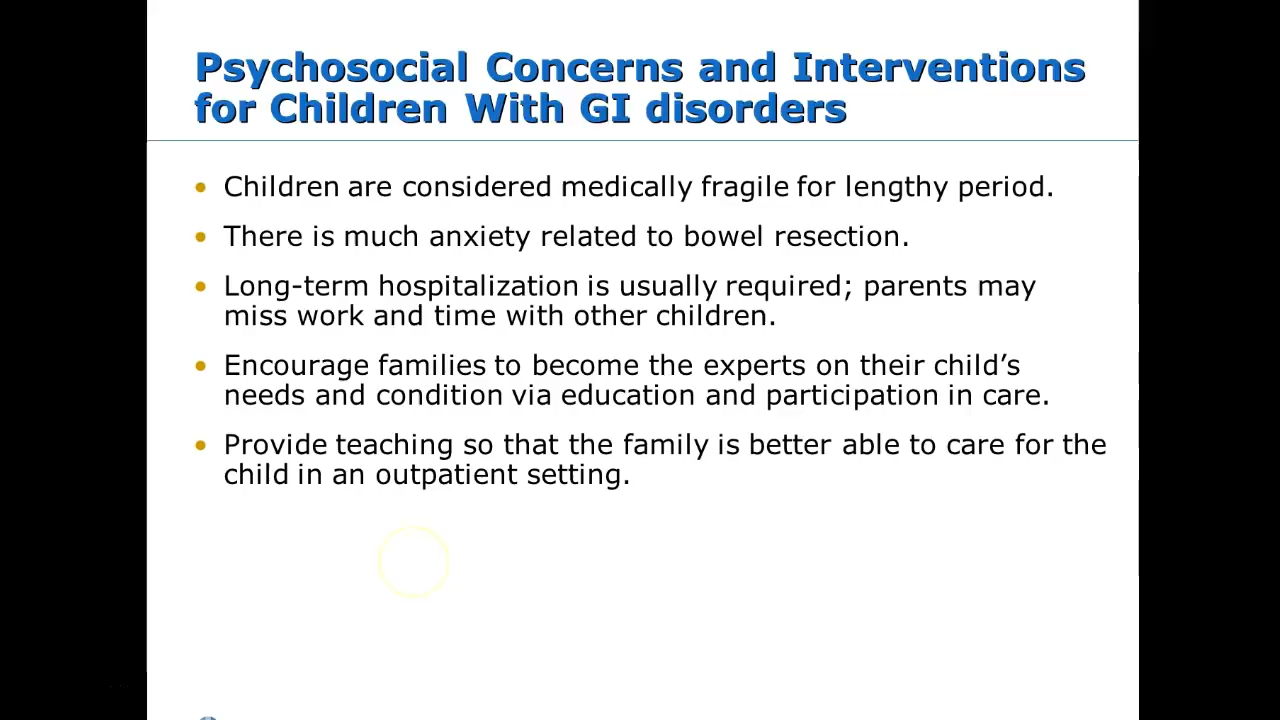 Psychosocial Concerns and Interventions
for Children With GI disorders
• Children are considered medically fragile for lengthy period.
• There is much anxiety related to bowel resection.
• Long-term hospitalization is usually required; parents may
miss work and time with other children.
• Encourage families to become the experts on their child’s
needs and condition via education and participation in care.
• Provide teaching so that the family is better able to care for the
child in an outpatient setting.